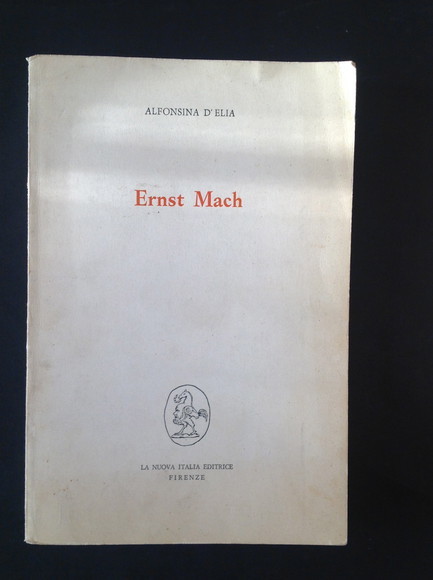 ALFONSINA D'ELIA
Ernst Mach
LA NUOVA ITALIA EDITRICE
FIRENZE